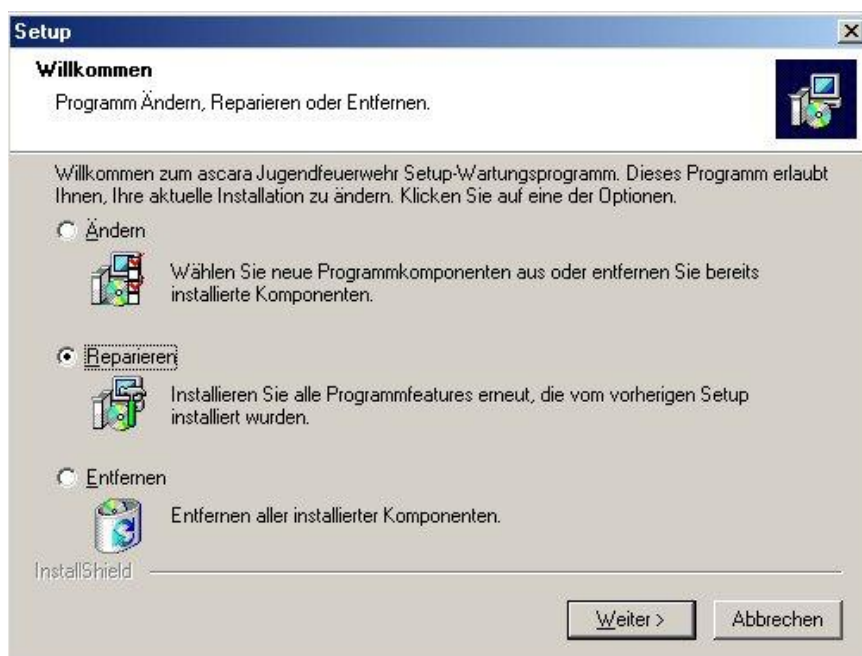 Setup
Willkommen
Programm Ändern, Reparieren oder Entfernen.
Willkommen zum ascara Jugendfeuerwehr Setup-Wartungsprogramm. Dieses Programm erlaubt
Ihnen, Ihre aktuelle Installation zu ändern. Klicken Sie auf eine der Optionen.
Ändern
Wählen Sie neue Programmkomponenten aus oder entfernen Sie bereits
installierte Komponenten.
Reparieren
Installieren Sie alle Programmfeatures erneut, die vom vorherigen Setup
installiert wurden.
Entfernen
Entfernen aller installierter Komponenten.
InstallShield
Weiter >
Abbrechen